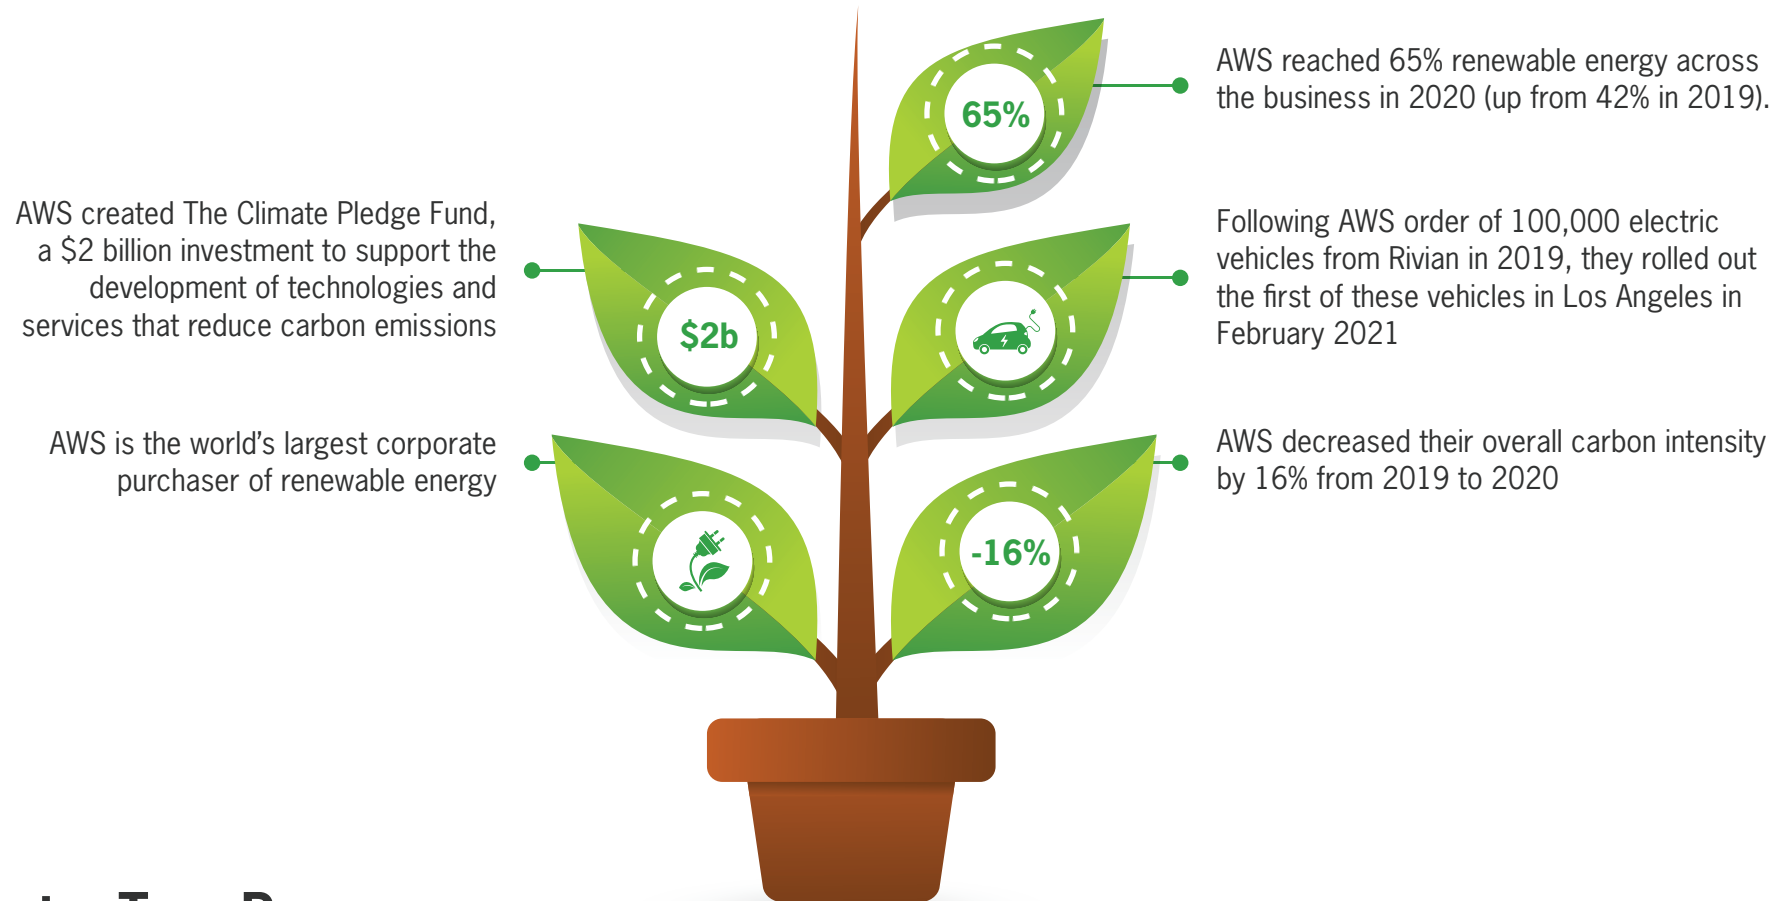 65%
AWS reached 65% renewable energy across
the business in 2020 (up from 42% in 2019).
AWS created The Climate Pledge Fund,
a $2 billion investment to support the
development of technologies and
services that reduce carbon emissions
$2b
Following AWS order of 100,000 electric
vehicles from Rivian in 2019, they rolled out
the first of these vehicles in Los Angeles in
February 2021
AWS is the world’s largest corporate
purchaser of renewable energy
-16%
AWS decreased their overall carbon intensity
by 16% from 2019 to 2020